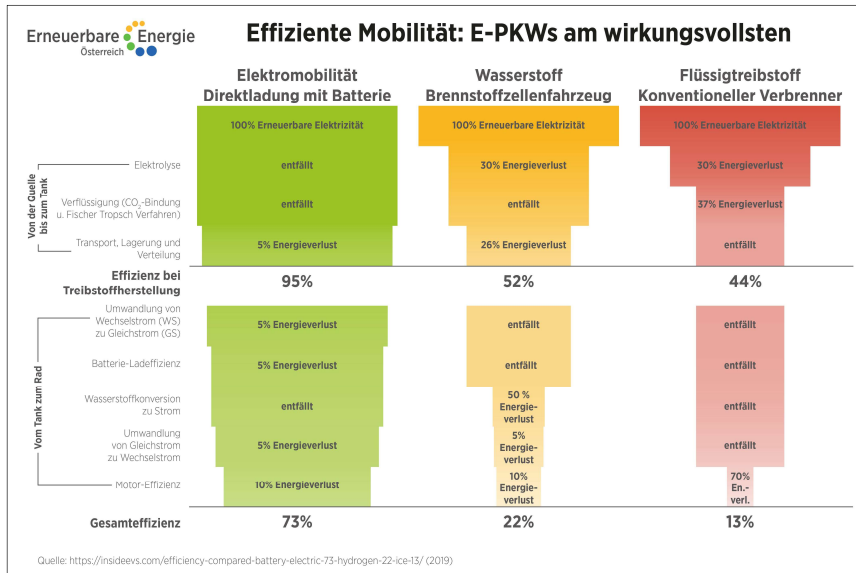 Erneuerbare Energie
Österreich
Effiziente Mobilität: E-PKWs am wirkungsvollsten
Elektromobilität
Direktladung mit Batterie
Wasserstoff
Brennstoffzellenfahrzeug
Flüssigtreibstoff
Konventioneller Verbrenner
100% Erneuerbare Elektrizität
100% Erneuerbare Elektrizität
100% Erneuerbare Elektrizität
Von der Quelle
bis zum Tank
Elektrolyse
entfällt
30% Energieverlust
30% Energieverlust
Verflüssigung (CO₂-Bindung
u. Fischer Tropsch Verfahren)
entfällt
entfällt
37% Energieverlust
Transport, Lagerung und
Verteilung
5% Energieverlust
26% Energieverlust
entfällt
Effizienz bei
Treibstoffherstellung
95%
52%
44%
Vom Tank zum Rad
Umwandlung von
Wechselstrom (WS)
zu Gleichstrom (GS)
5% Energieverlust
entfällt
entfällt
Batterie-Ladeffizienz
5% Energieverlust
entfällt
entfällt
Wasserstoffkonversion
zu Strom
entfällt
50 %
Energie-
verlust
entfällt
Umwandlung
von Gleichstrom
zu Wechselstrom
5% Energieverlust
5%
Energie-
verlust
entfällt
Motor-Effizienz
10% Energieverlust
10%
Energie-
verlust
70%
En.-
verl.
Gesamteffizienz
73%
22%
13%
Quelle: https://insideevs.com/efficiency-compared-battery-electric-73-hydrogen-22-ice-13/ (2019)